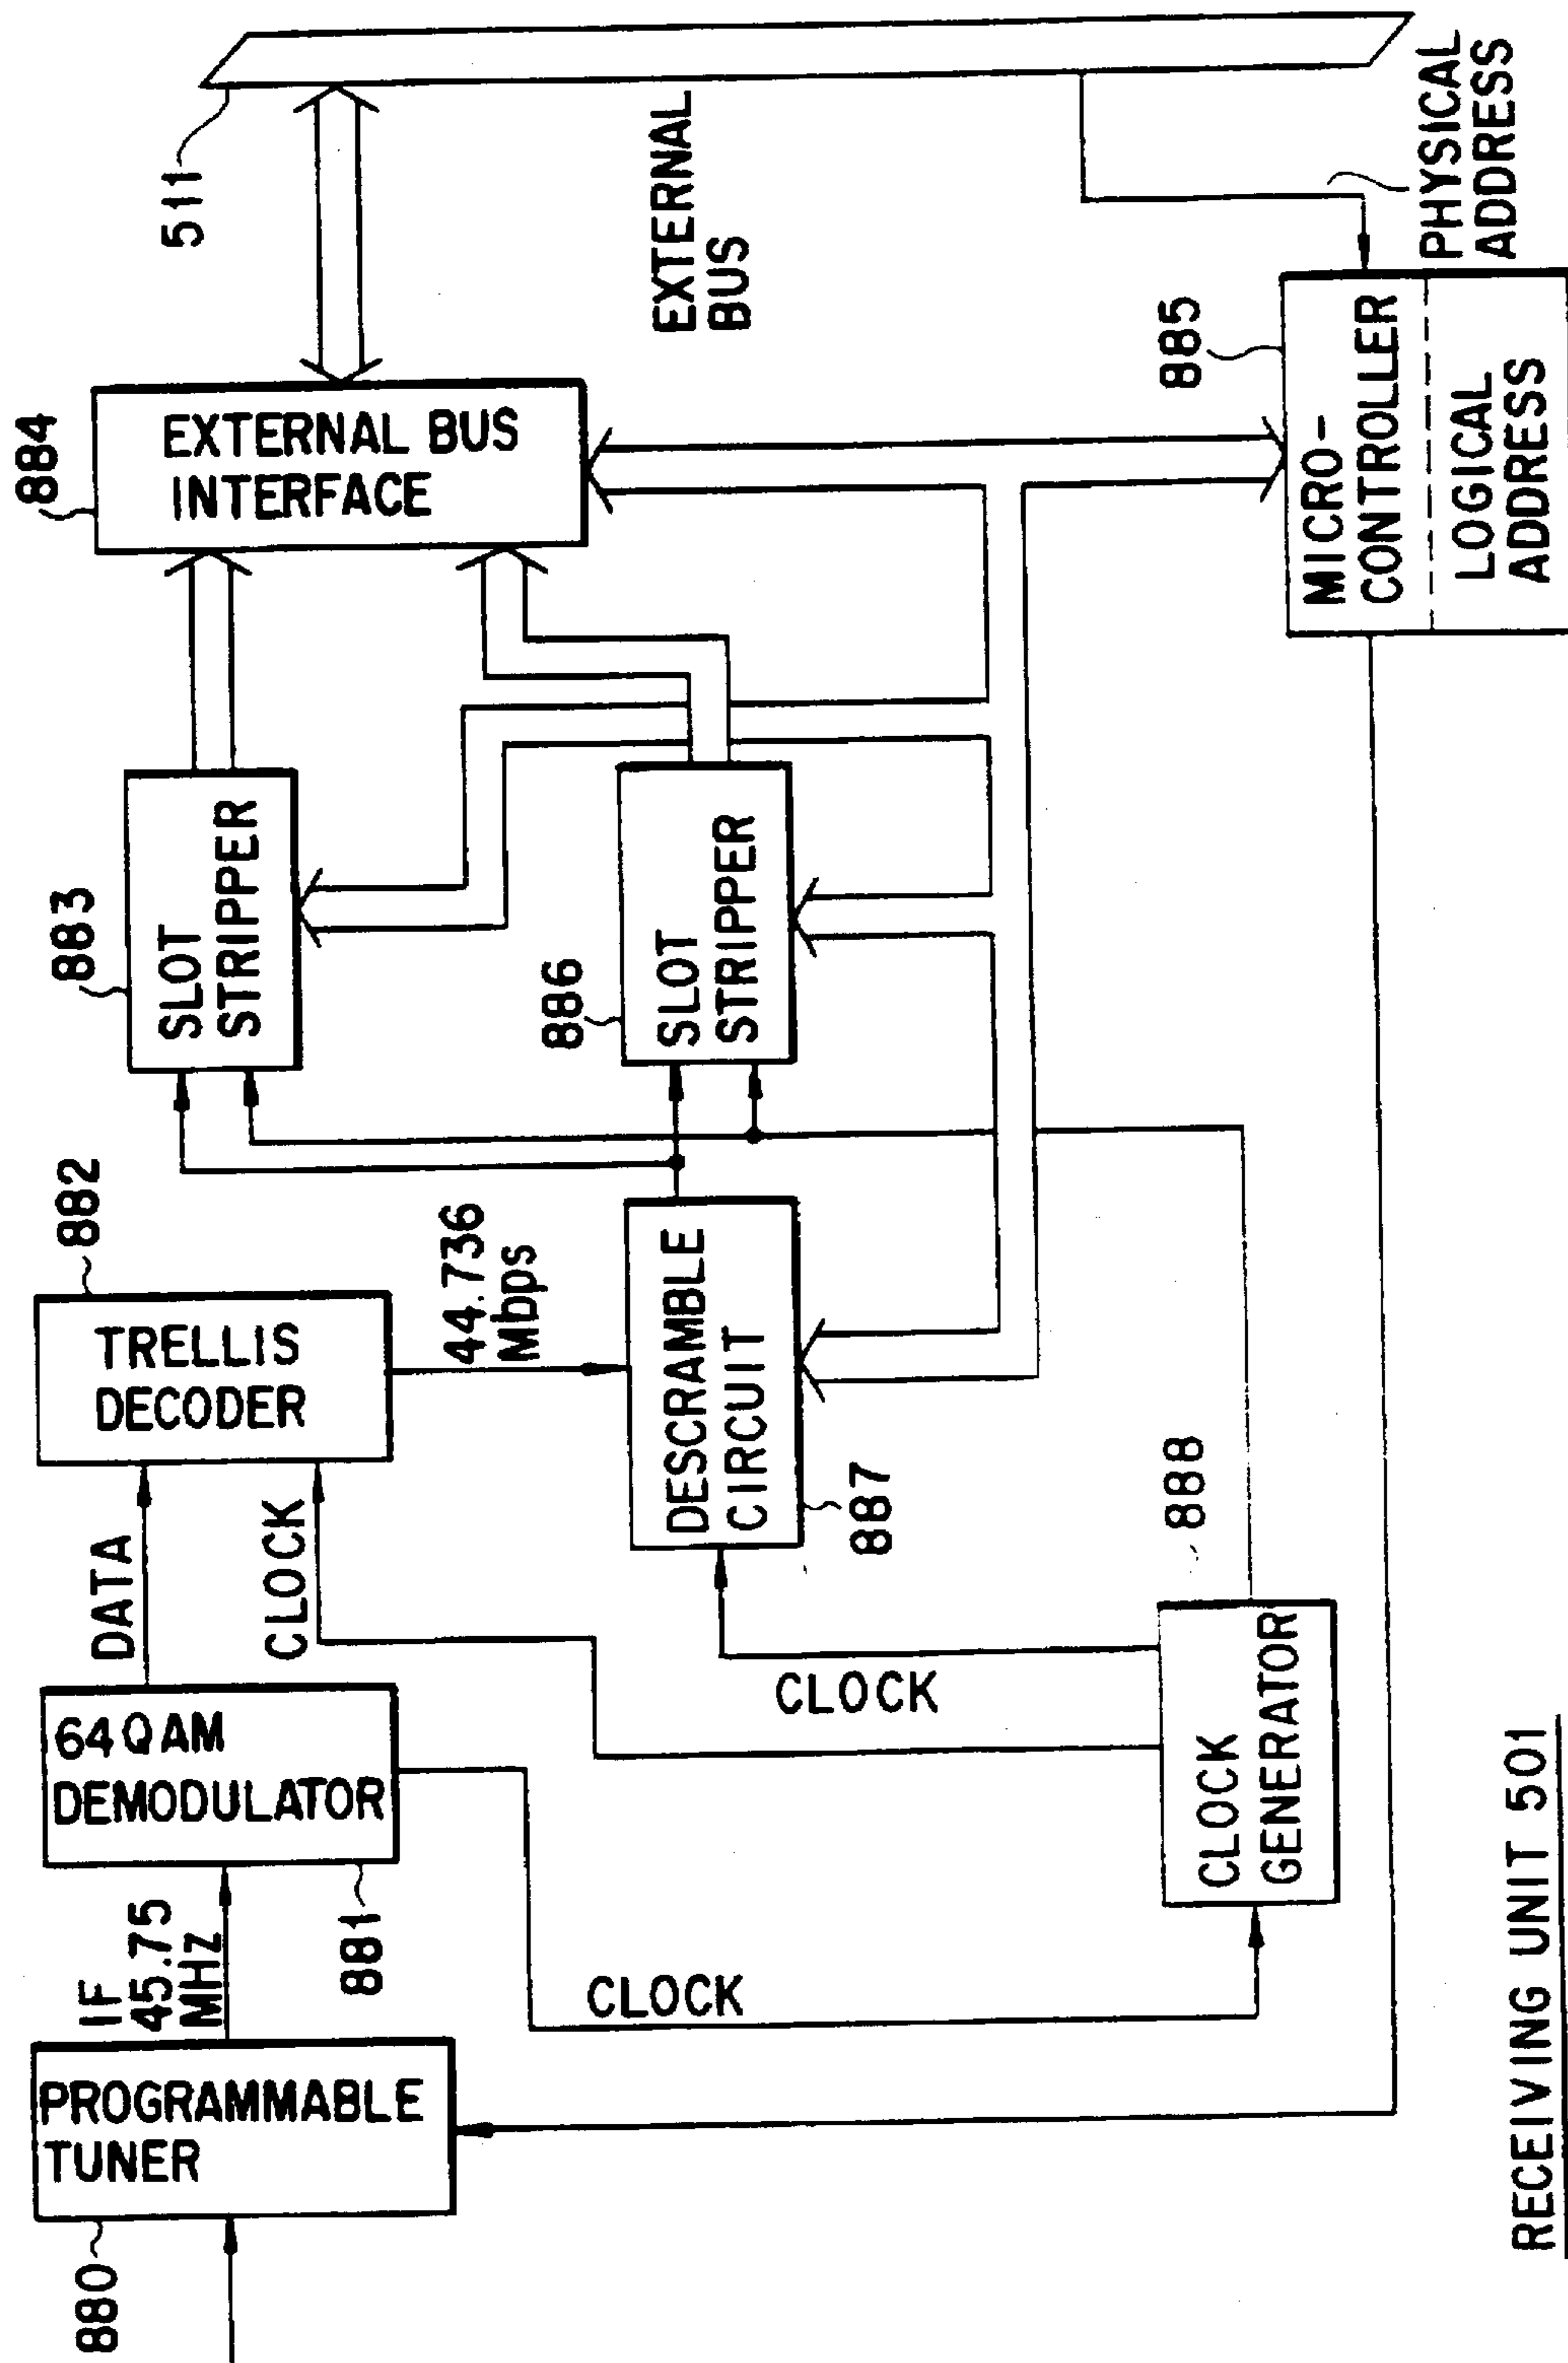 880
PROGRAMMABLE
TUNER
IF
45.75
MHz
64QAM
DEMODULATOR
881
DATA
CLOCK
TRELLIS
DECODER
882
44.736
Mbps
CLOCK
CLOCK
CLOCK
GENERATOR
888
DESCRAMBLE
CIRCUIT
887
883
SLOT
STRIPPER
886
SLOT
STRIPPER
884
EXTERNAL BUS
INTERFACE
511
EXTERNAL
BUS
885
MICRO-
CONTROLLER
LOGICAL
ADDRESS
PHYSICAL
ADDRESS
RECEIVING UNIT 501